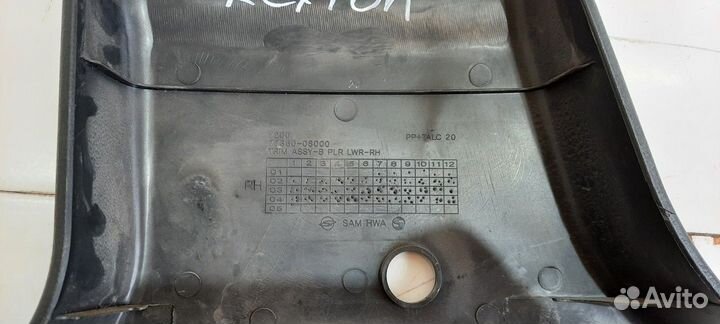 REXTON
Y200
PP+TALC 20
TRIM ASSY-B PLR LWR-RH
2 3 4 5 6 7 8 9 10 11 12
01
02
RH
03
04
05
SAM HWA
Avito